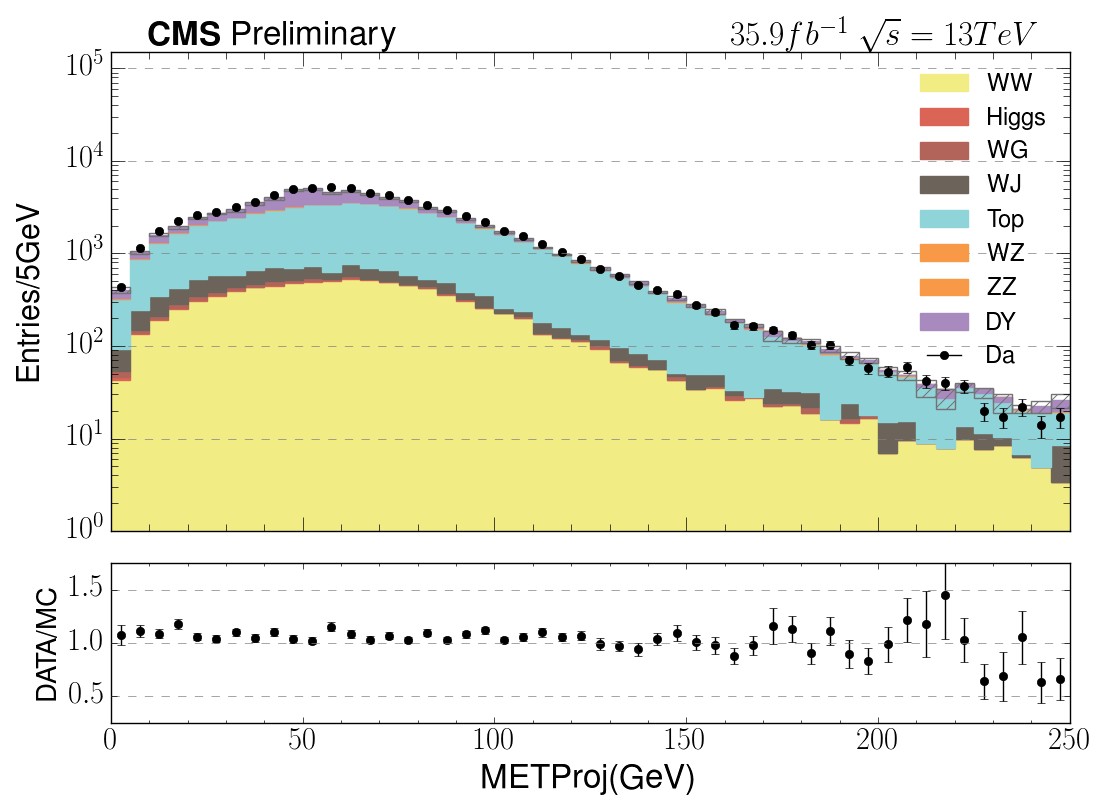 CMS Preliminary
35.9fb⁻¹ √s = 13TeV
10⁵
10⁴
10³
10²
10¹
10⁰
Entries/5GeV
WW
Higgs
WG
WJ
Top
WZ
ZZ
DY
Da
1.5
1.0
0.5
DATA/MC
0 50 100 150 200 250
METProj(GeV)